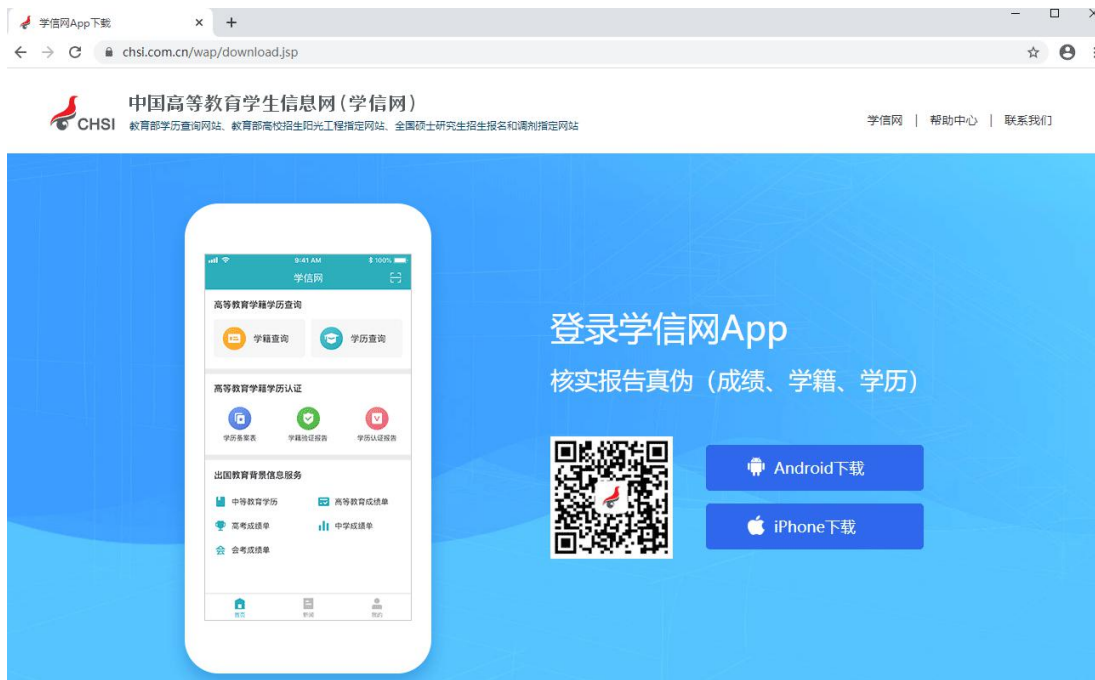 学信网App下载
chsi.com.cn/wap/download.jsp
CHSI
中国高等教育学生信息网(学信网)
教育部学历查询网站、教育部高校招生阳光工程指定网站、全国硕士研究生招生报名和调剂指定网站
学信网 | 帮助中心 | 联系我们
9:41 AM
100%
学信网
高等教育学籍学历查询
学籍查询 学历查询
高等教育学籍学历认证
学历备案表 学籍验证报告 学历认证报告
出国教育背景信息服务
中等教育学历 高等教育成绩单
高考成绩单 中学成绩单
会考成绩单
首页 新闻 我的
登录学信网App
核实报告真伪（成绩、学籍、学历）
Android下载
iPhone下载